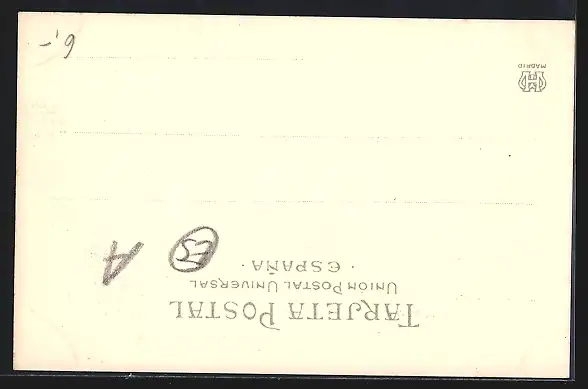 TARJETA POSTAL
UNION POSTAL UNIVERSAL
· ESPAÑA ·
A
MADRID
6,-